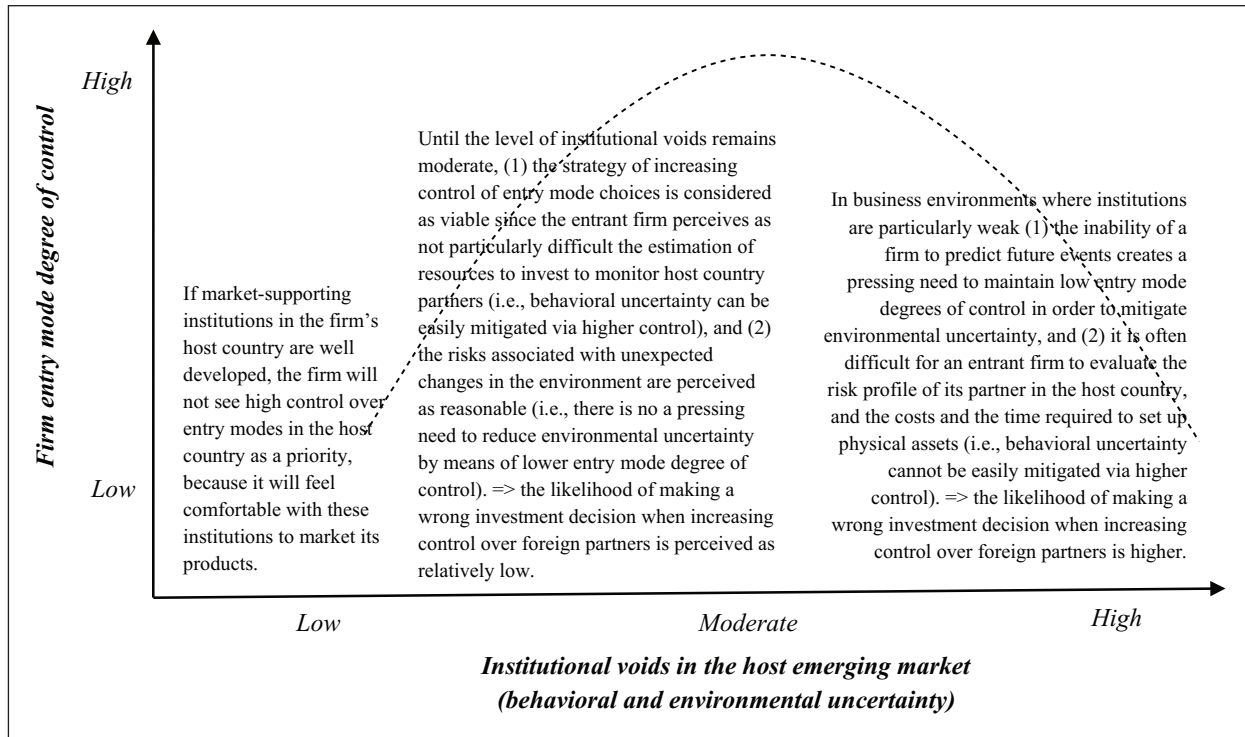 Firm entry mode degree of control
High
Low
If market-supporting
institutions in the firm's
host country are well
developed, the firm will
not see high control over
entry modes in the host
country as a priority,
because it will feel
comfortable with these
institutions to market its
products.
Until the level of institutional voids remains
moderate, (1) the strategy of increasing
control of entry mode choices is considered
as viable since the entrant firm perceives as
not particularly difficult the estimation of
resources to invest to monitor host country
partners (i.e., behavioral uncertainty can be
easily mitigated via higher control), and (2)
the risks associated with unexpected
changes in the environment are perceived
as reasonable (i.e., there is no a pressing
need to reduce environmental uncertainty
by means of lower entry mode degree of
control). => the likelihood of making a
wrong investment decision when increasing
control over foreign partners is perceived as
relatively low.
In business environments where institutions
are particularly weak (1) the inability of a
firm to predict future events creates a
pressing need to maintain low entry mode
degrees of control in order to mitigate
environmental uncertainty, and (2) it is often
difficult for an entrant firm to evaluate the
risk profile of its partner in the host country,
and the costs and the time required to set up
physical assets (i.e., behavioral uncertainty
cannot be easily mitigated via higher
control). => the likelihood of making a
wrong investment decision when increasing
control over foreign partners is higher.
Low
Moderate
High
Institutional voids in the host emerging market
(behavioral and environmental uncertainty)